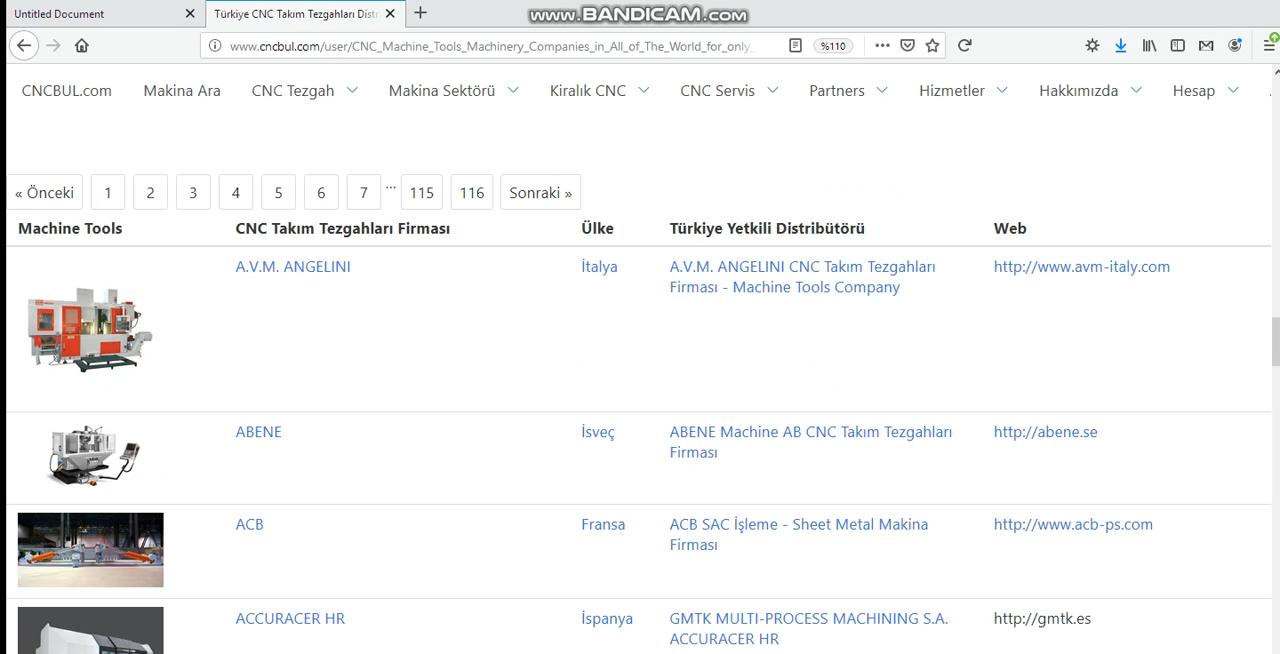 Untitled Document
Türkiye CNC Takım Tezgahları Distr
www.BANDICAM.com
www.cncbul.com/user/CNC_Machine_Tools_Machinery_Companies_in_All_of_The_World_for_only_
%110
CNCBUL.com Makina Ara CNC Tezgah Makina Sektörü Kiralık CNC CNC Servis Partners Hizmetler Hakkımızda Hesap
« Önceki 1 2 3 4 5 6 7 ... 115 116 Sonraki »
Machine Tools CNC Takım Tezgahları Firması Ülke Türkiye Yetkili Distribütörü Web
A.V.M. ANGELINI İtalya A.V.M. ANGELINI CNC Takım Tezgahları http://www.avm-italy.com
Firması - Machine Tools Company
ABENE İsveç ABENE Machine AB CNC Takım Tezgahları http://abene.se
Firması
ACB Fransa ACB SAC İşleme - Sheet Metal Makina http://www.acb-ps.com
Firması
ACCURACER HR İspanya GMTK MULTI-PROCESS MACHINING S.A. http://gmtk.es
ACCURACER HR